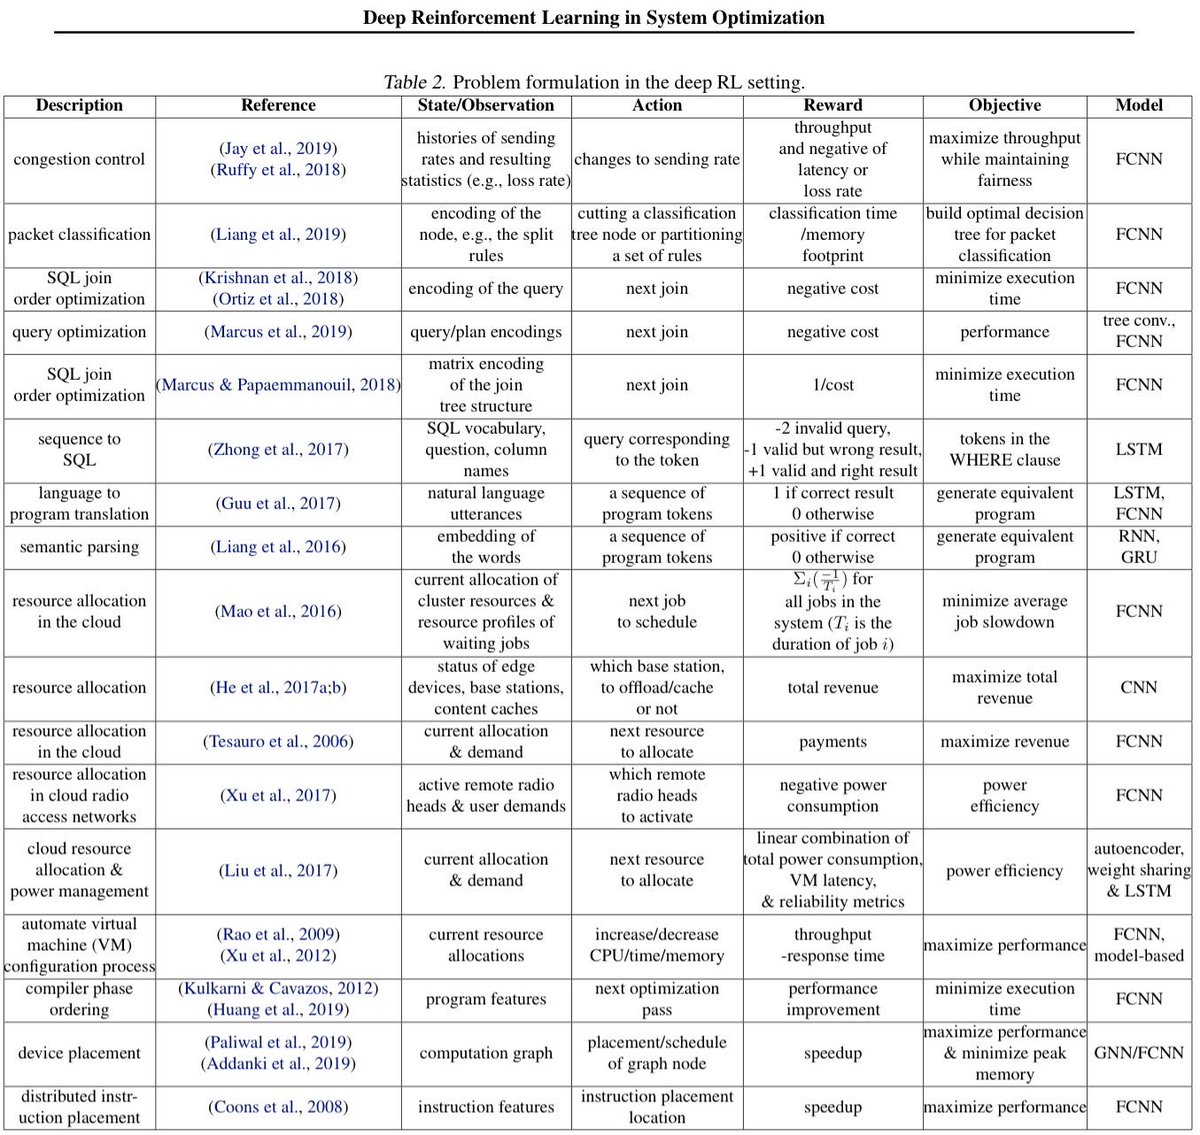 Deep Reinforcement Learning in System Optimization
Table 2. Problem formulation in the deep RL setting.
Description Reference State/Observation Action Reward Objective Model
congestion control
(Jay et al., 2019)
(Ruffy et al., 2018)
histories of sending
rates and resulting
statistics (e.g., loss rate)
changes to sending rate
throughput
and negative of
latency or
loss rate
maximize throughput
while maintaining
fairness
FCNN
packet classification
(Liang et al., 2019)
encoding of the
node, e.g., the split
rules
cutting a classification
tree node or partitioning
a set of rules
classification time
/memory
footprint
build optimal decision
tree for packet
classification
FCNN
SQL join
order optimization
(Krishnan et al., 2018)
(Ortiz et al., 2018)
encoding of the query
next join
negative cost
minimize execution
time
FCNN
query optimization
(Marcus et al., 2019)
query/plan encodings
next join
negative cost
performance
tree conv.,
FCNN
SQL join
order optimization
(Marcus & Papaemmanouil, 2018)
matrix encoding
of the join
tree structure
next join
1/cost
minimize execution
time
FCNN
sequence to
SQL
(Zhong et al., 2017)
SQL vocabulary,
question, column
names
query corresponding
to the token
-2 invalid query,
-1 valid but wrong result,
+1 valid and right result
tokens in the
WHERE clause
LSTM
language to
program translation
(Guu et al., 2017)
natural language
utterances
a sequence of
program tokens
1 if correct result
0 otherwise
generate equivalent
program
LSTM,
FCNN
semantic parsing
(Liang et al., 2016)
embedding of
the words
a sequence of
program tokens
positive if correct
0 otherwise
generate equivalent
program
RNN,
GRU
resource allocation
in the cloud
(Mao et al., 2016)
current allocation of
cluster resources &
resource profiles of
waiting jobs
next job
to schedule
Σi(−1/Ti) for
all jobs in the
system (Ti is the
duration of job i)
minimize average
job slowdown
FCNN
resource allocation
(He et al., 2017a;b)
status of edge
devices, base stations,
content caches
which base station,
to offload/cache
or not
total revenue
maximize total
revenue
CNN
resource allocation
in the cloud
(Tesauro et al., 2006)
current allocation
& demand
next resource
to allocate
payments
maximize revenue
FCNN
resource allocation
in cloud radio
access networks
(Xu et al., 2017)
active remote radio
heads & user demands
which remote
radio heads
to activate
negative power
consumption
power
efficiency
FCNN
cloud resource
allocation &
power management
(Liu et al., 2017)
current allocation
& demand
next resource
to allocate
linear combination of
total power consumption,
VM latency,
& reliability metrics
power efficiency
autoencoder,
weight sharing
& LSTM
automate virtual
machine (VM)
configuration process
(Rao et al., 2009)
(Xu et al., 2012)
current resource
allocations
increase/decrease
CPU/time/memory
throughput
-response time
maximize performance
FCNN,
model-based
compiler phase
ordering
(Kulkarni & Cavazos, 2012)
(Huang et al., 2019)
program features
next optimization
pass
performance
improvement
minimize execution
time
FCNN
device placement
(Paliwal et al., 2019)
(Addanki et al., 2019)
computation graph
placement/schedule
of graph node
speedup
maximize performance
& minimize peak
memory
GNN/FCNN
distributed instr-
uction placement
(Coons et al., 2008)
instruction features
instruction placement
location
speedup
maximize performance
FCNN